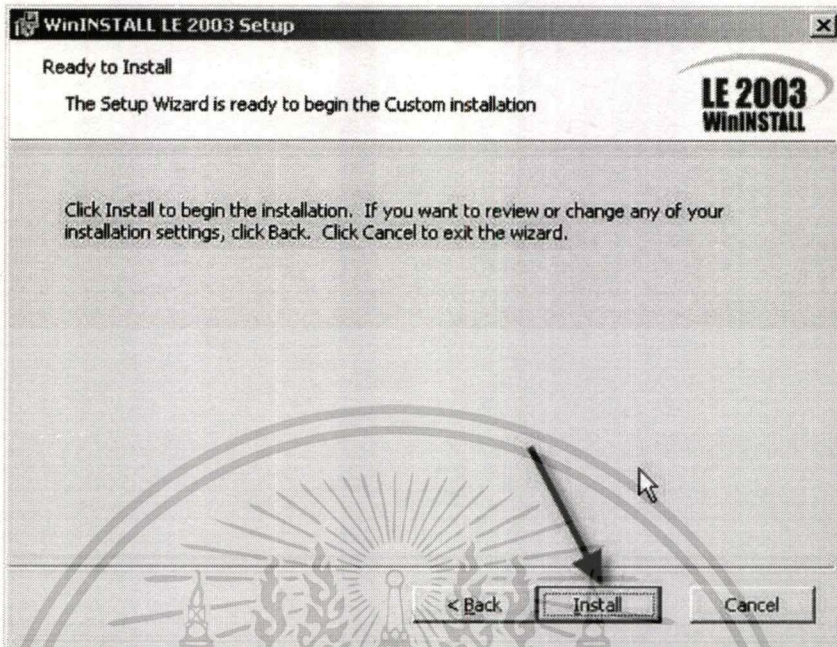 WinINSTALL LE 2003 Setup
Ready to Install
The Setup Wizard is ready to begin the Custom installation
LE 2003
WinINSTALL
Click Install to begin the installation. If you want to review or change any of your
installation settings, click Back. Click Cancel to exit the wizard.
< Back
Install
Cancel